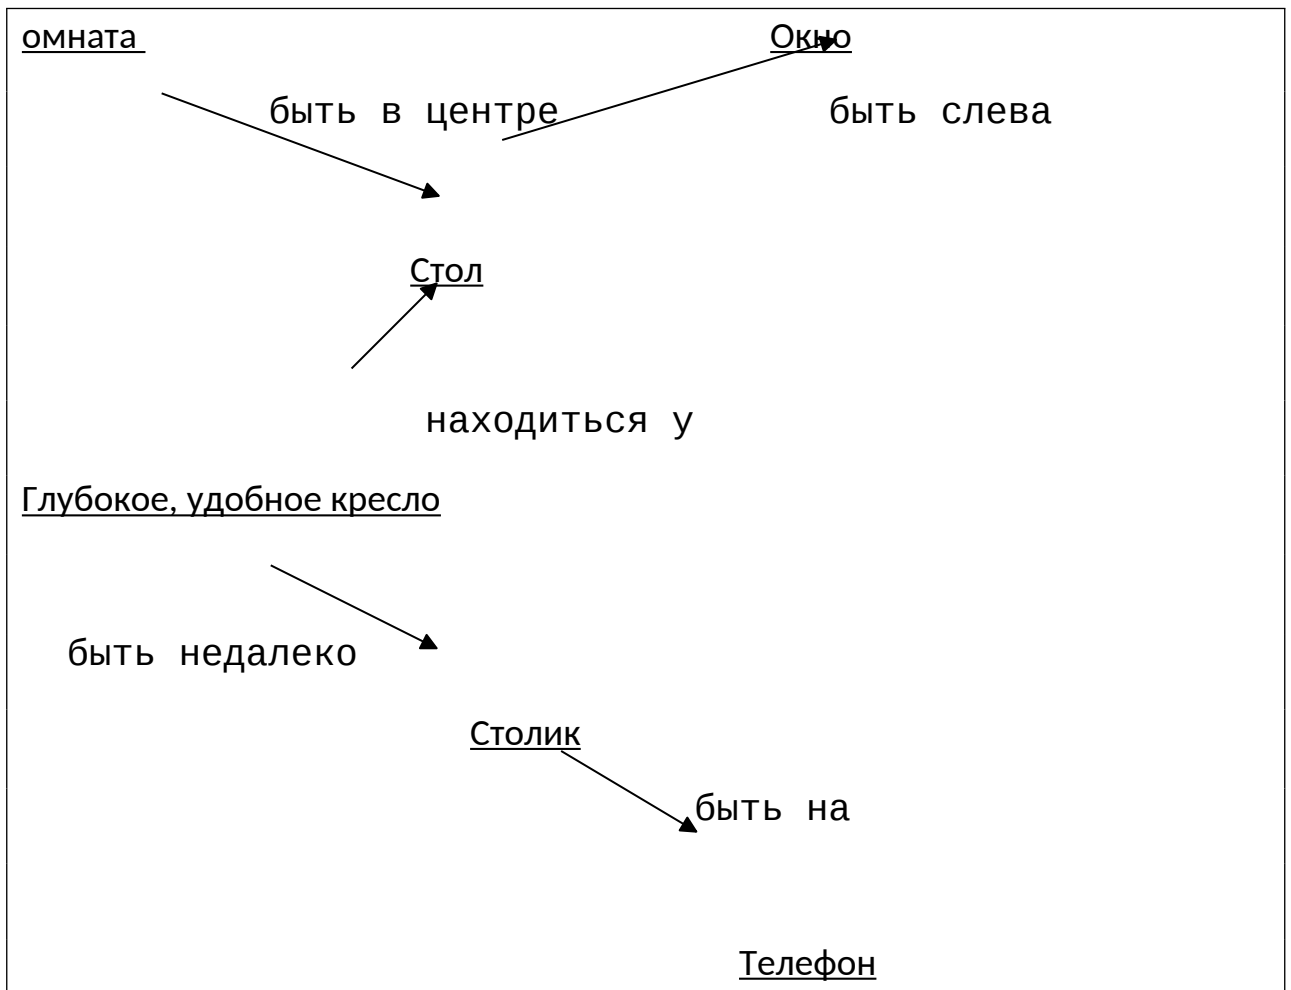 омната Окно
быть в центре быть слева
Стол
находиться у
Глубокое, удобное кресло
быть недалеко
Столик
быть на
Телефон